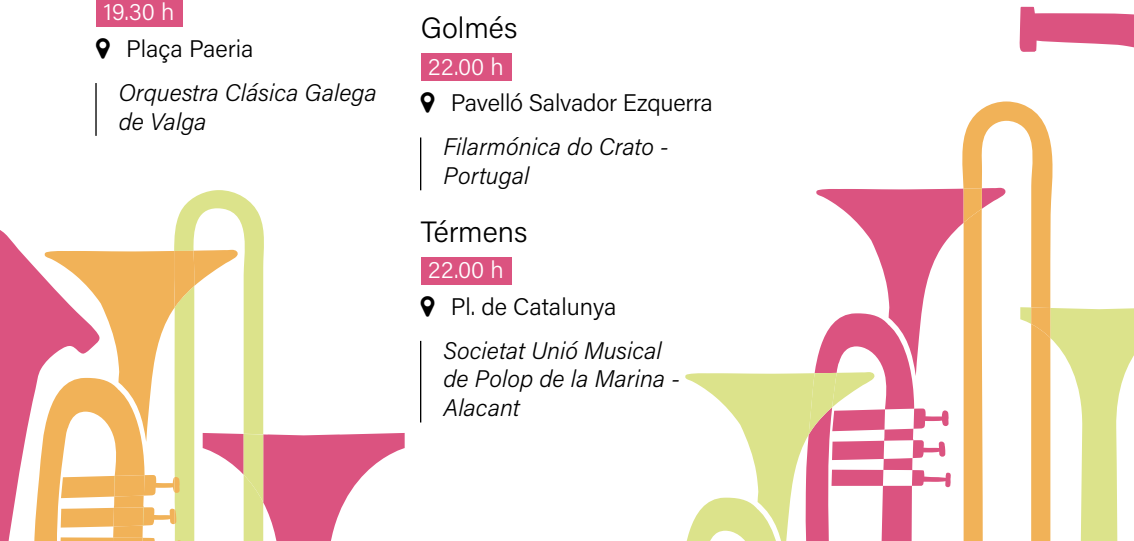 19.30 h
Plaça Paeria
Orquestra Clásica Galega
de Valga
Golmés
22.00 h
Pavelló Salvador Ezquerra
Filarmónica do Crato -
Portugal
Térmens
22.00 h
Pl. de Catalunya
Societat Unió Musical
de Polop de la Marina -
Alacant